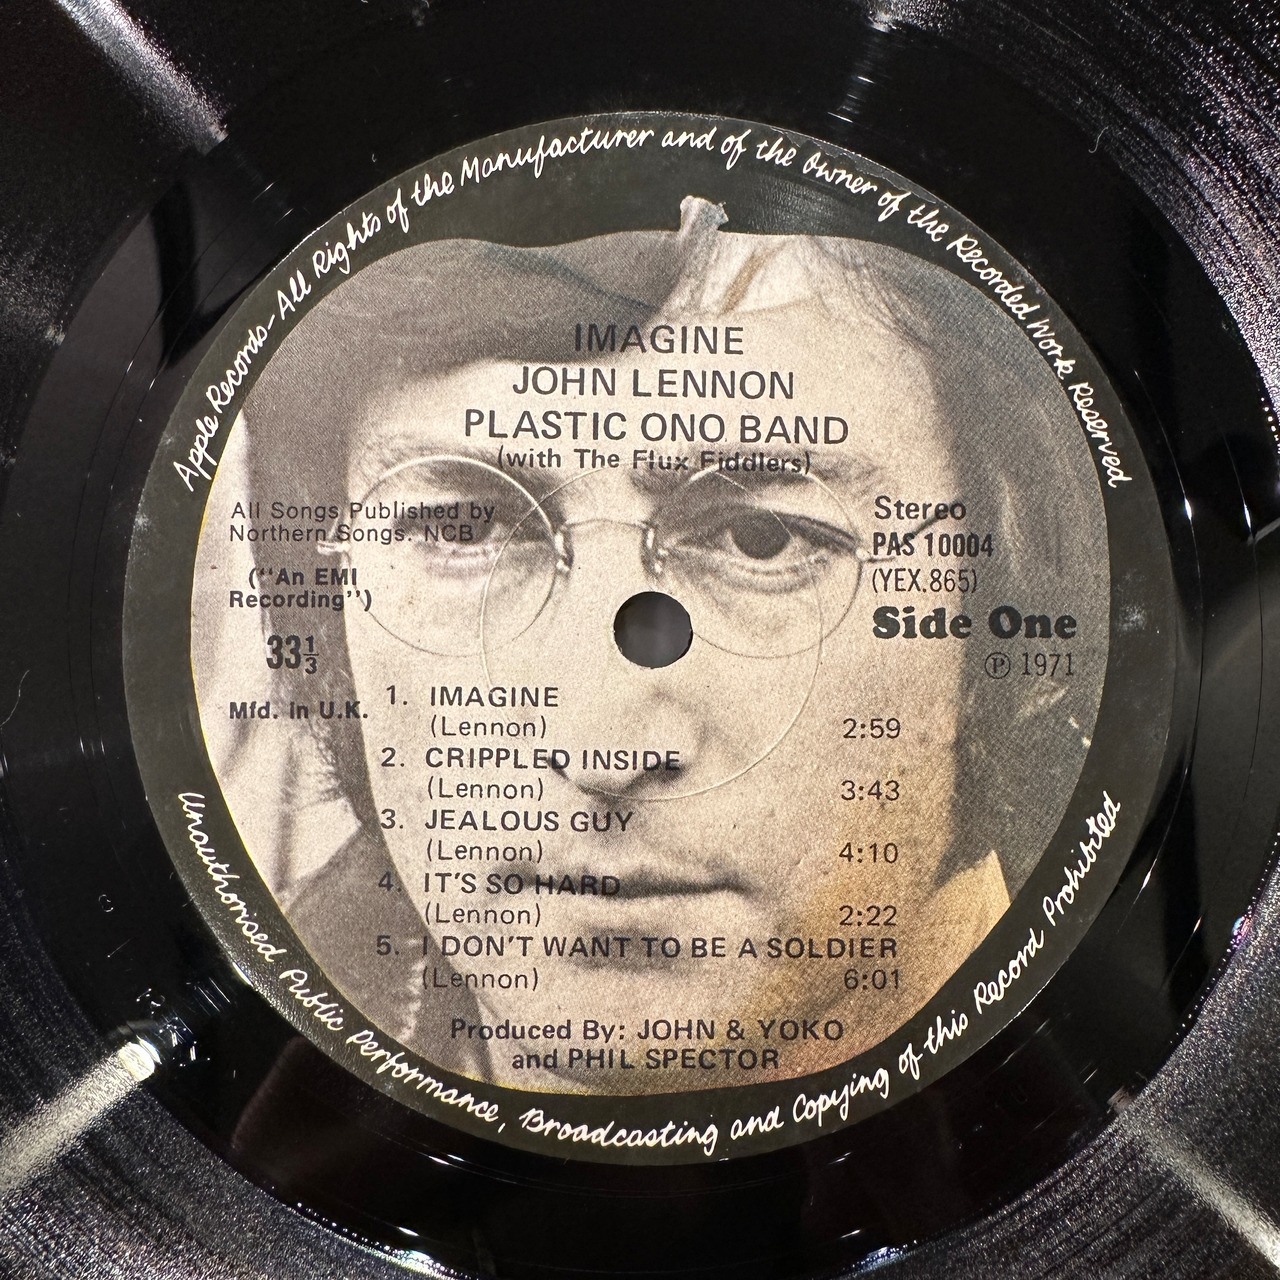 Apple Records-All Rights of the Manufacturer and of the Owner of the Recorded Work Reserved
IMAGINE
JOHN LENNON
PLASTIC ONO BAND
(with The Flux Fiddlers)
All Songs Published by
Northern Songs. NCB
("An EMI
Recording")
33⅓
Mfd. in U.K.
Stereo
PAS 10004
(YEX.865)
Side One
℗ 1971
1. IMAGINE
(Lennon) 2:59
2. CRIPPLED INSIDE
(Lennon) 3:43
3. JEALOUS GUY
(Lennon) 4:10
4. IT'S SO HARD
(Lennon) 2:22
5. I DON'T WANT TO BE A SOLDIER
(Lennon) 6:01
Produced By: JOHN & YOKO
and PHIL SPECTOR
Unauthorised Public Performance, Broadcasting and Copying of this Record Prohibited